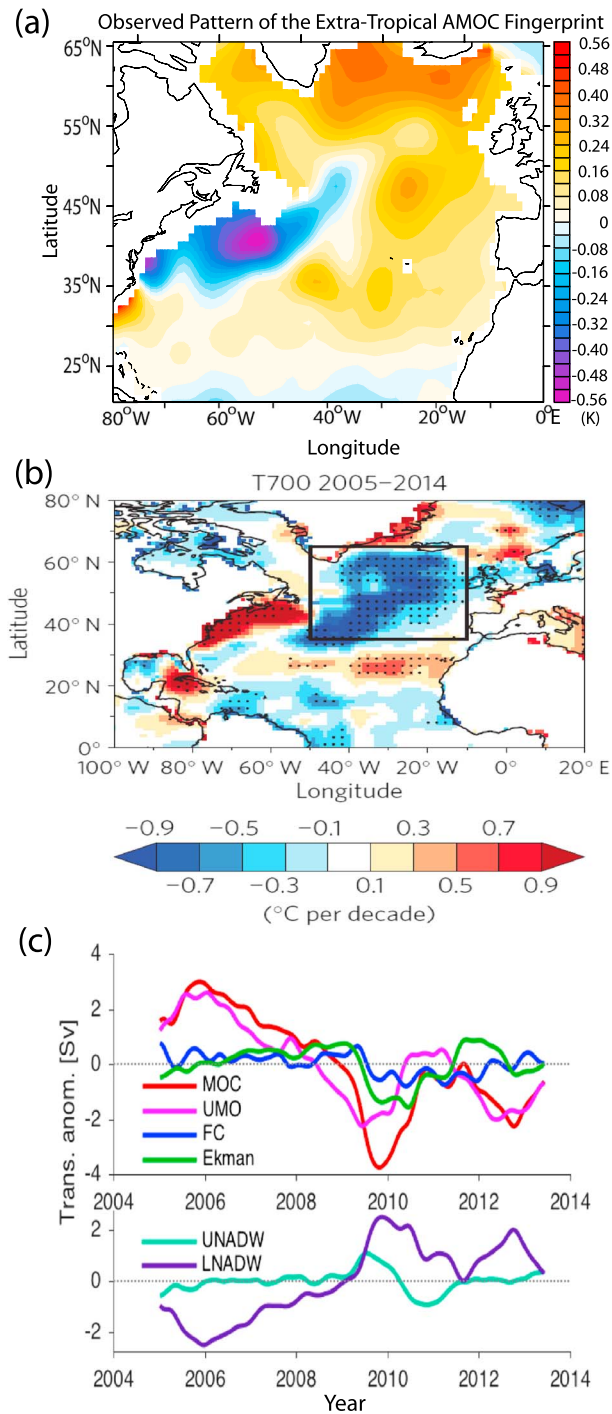 (a) Observed Pattern of the Extra-Tropical AMOC Fingerprint
65°N
55°N
45°N
35°N
25°N
Latitude
80°W 60°W 40°W 20°W 0°E
Longitude
0.56
0.48
0.40
0.32
0.24
0.16
0.08
0
-0.08
-0.16
-0.24
-0.32
-0.40
-0.48
-0.56
(K)
(b)
T700 2005–2014
80° N
60° N
40° N
20° N
0°
Latitude
100° W 80° W 60° W 40° W 20° W 0° 20° E
Longitude
−0.9 −0.5 −0.1 0.3 0.7
−0.7 −0.3 0.1 0.5 0.9
(°C per decade)
(c)
4
2
0
-2
-4
Trans. anom. [Sv]
MOC
UMO
FC
Ekman
2004 2006 2008 2010 2012 2014
2
0
-2
UNADW
LNADW
2004 2006 2008 2010 2012 2014
Year